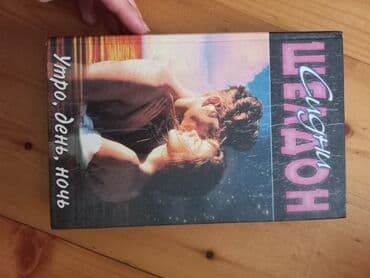 Сидни
ШЕЛДОН
Утро, день, ночь